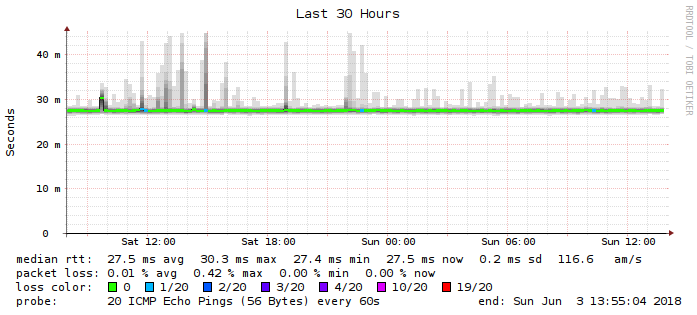 Last 30 Hours
RRDTOOL / TOBI OETIKER
Seconds
40 m
30 m
20 m
10 m
0
Sat 12:00 Sat 18:00 Sun 00:00 Sun 06:00 Sun 12:00
median rtt: 27.5 ms avg 30.3 ms max 27.4 ms min 27.5 ms now 0.2 ms sd 116.6 am/s
packet loss: 0.01 % avg 0.42 % max 0.00 % min 0.00 % now
loss color: 0 1/20 2/20 3/20 4/20 10/20 19/20
probe: 20 ICMP Echo Pings (56 Bytes) every 60s end: Sun Jun 3 13:55:04 2018